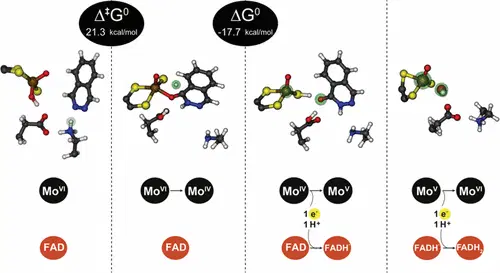 Δ‡G⁰
21.3 kcal/mol
ΔG⁰
-17.7 kcal/mol
Moⱽᴵ
Moⱽᴵ → Moᴵⱽ
Moᴵⱽ → Moⱽ
Moⱽ → Moⱽᴵ
1 e⁻
1 H⁺
1 e⁻
1 H⁺
FAD
FAD
FAD → FADH
FADH → FADH₂